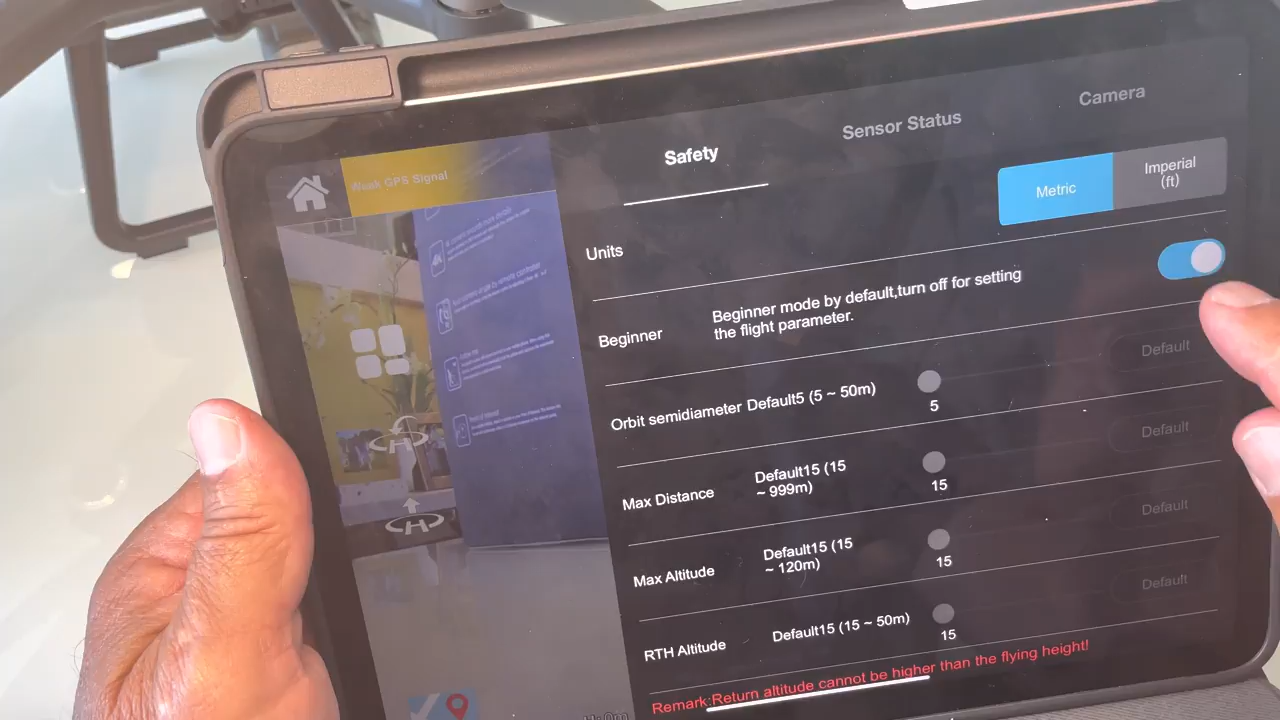 Camera
Sensor Status
Safety
Weak GPS Signal
Units
Metric
Imperial
(ft)
Beginner
Beginner mode by default,turn off for setting
the flight parameter.
Orbit semidiameter Default5 (5 ~ 50m)
5
Default
Max Distance
Default15 (15
~ 999m)
15
Default
Max Altitude
Default15 (15
~ 120m)
15
Default
RTH Altitude
Default15 (15 ~ 50m)
15
Default
Remark:Return altitude cannot be higher than the flying height!
H
H